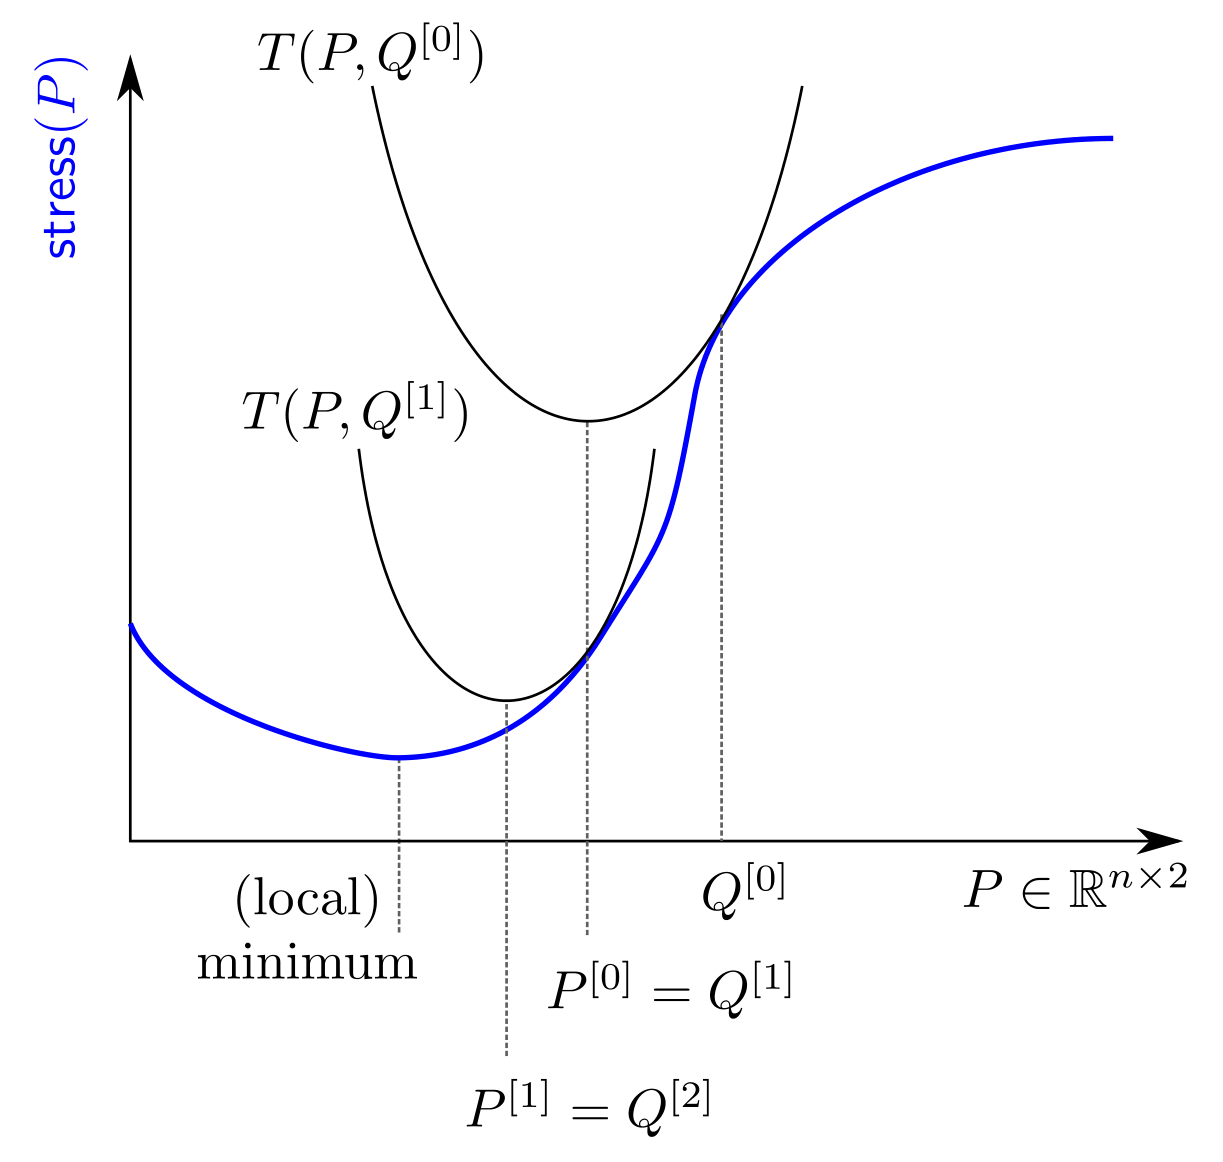 T(P, Q^{[0]})
stress(P)
T(P, Q^{[1]})
(local)
minimum
Q^{[0]}
P ∈ ℝ^{n×2}
P^{[0]} = Q^{[1]}
P^{[1]} = Q^{[2]}